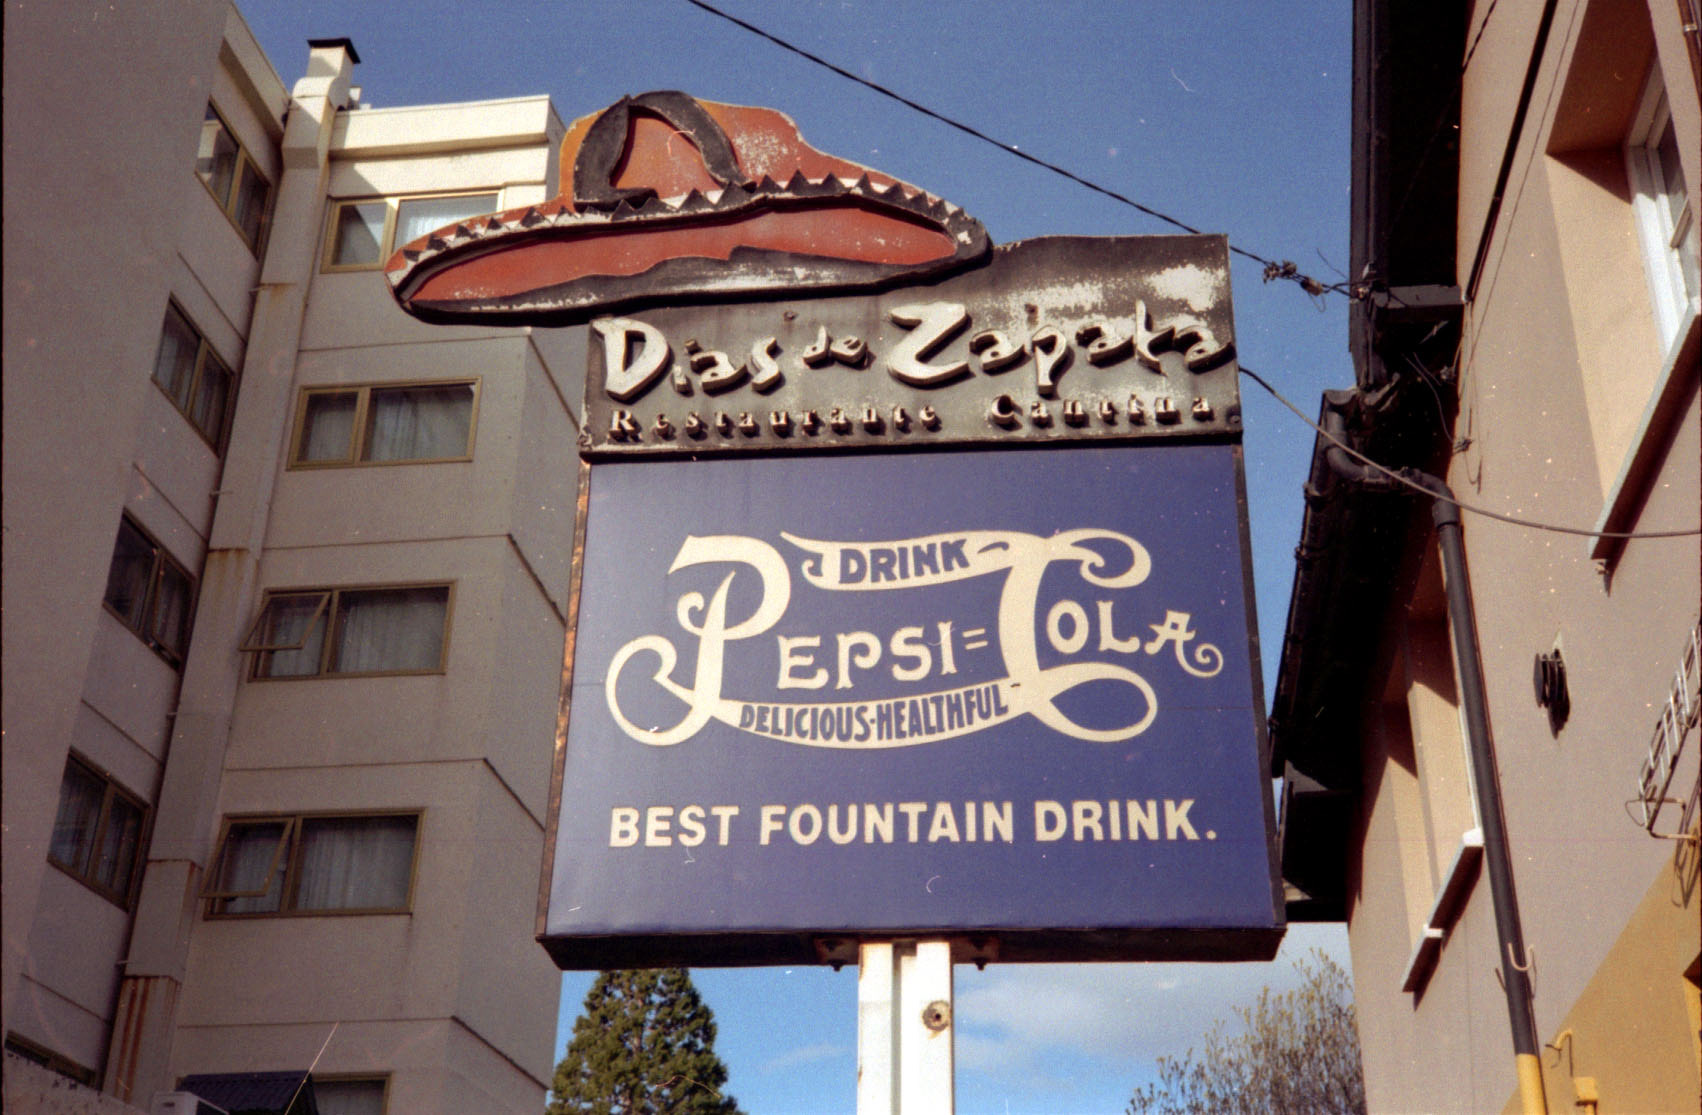 Dias de Zapata
Restaurante Cantina
DRINK
PEPSI=COLA
DELICIOUS-HEALTHFUL
BEST FOUNTAIN DRINK.